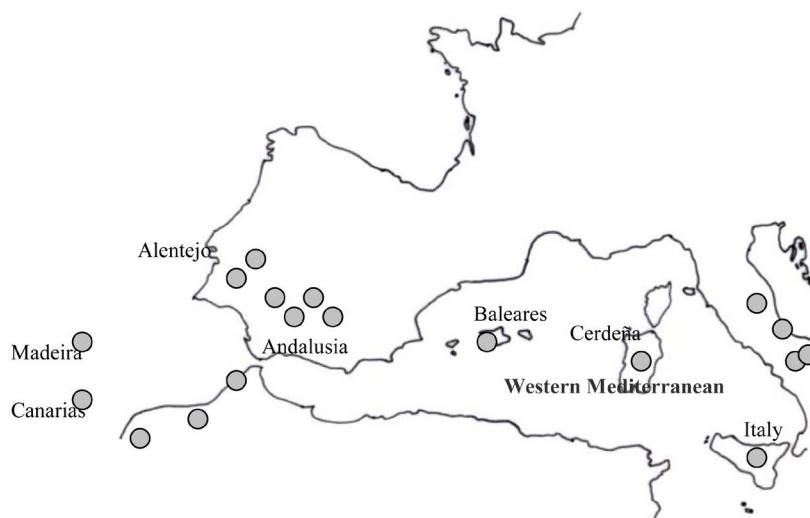 Alentejo
Baleares
Cerdeña
Andalusia
Madeira
Western Mediterranean
Canarias
Italy